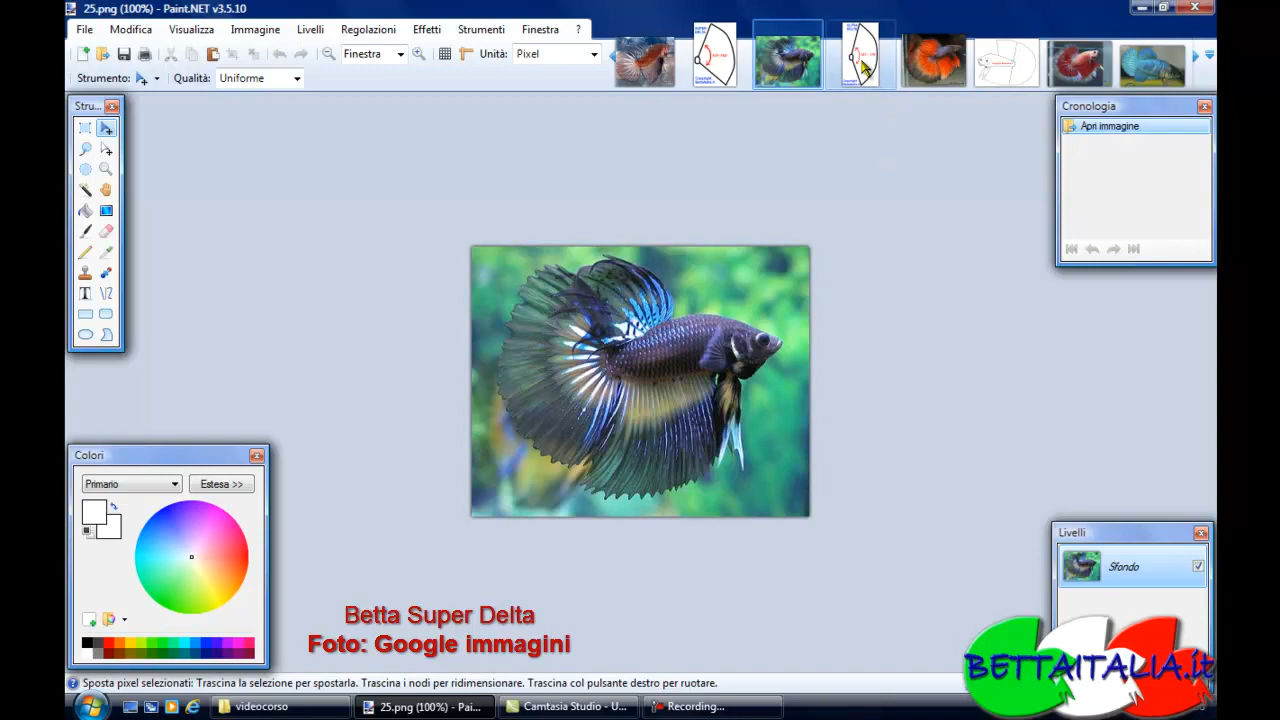 25.png (100%) - Paint.NET v3.5.10
File Modifica Visualizza Immagine Livelli Regolazioni Effetti Strumenti Finestra ?
Finestra Unità: Pixel
Strumento: Qualità: Uniforme
Stru...
Cronologia
Apri immagine
Colori
Primario Estesa >>
Livelli
Sfondo
Betta Super Delta
Foto: Google immagini
BETTAITALIA.it
Sposta pixel selezionati: Trascina la selezione per spostarla. Trascina i nodi per ridimensionare. Trascina col pulsante destro per ruotare.
videocorso 25.png (100%) - Pai... Camtasia Studio - U... Recording...